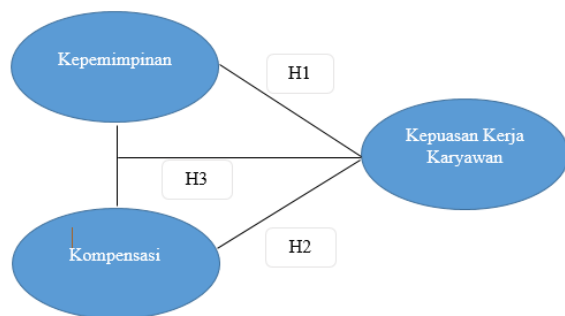 Kepemimpinan
H1
Kepuasan Kerja
Karyawan
H3
H2
Kompensasi